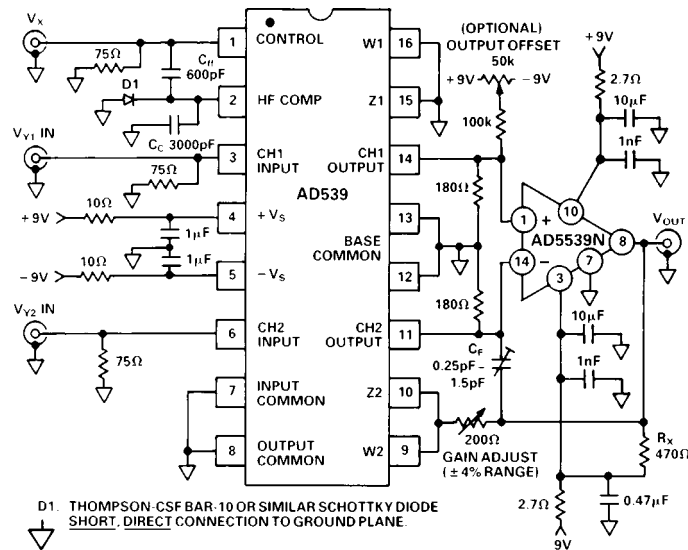 VX
75Ω
Cff
600pF
D1
CC 3000pF
VY1 IN
75Ω
+9V
10Ω
1μF
1μF
-9V
10Ω
VY2 IN
75Ω
1
CONTROL
2
HF COMP
3
CH1
INPUT
4
+VS
5
-VS
6
CH2
INPUT
7
INPUT
COMMON
8
OUTPUT
COMMON
AD539
W1
16
Z1
15
CH1
OUTPUT
14
13
BASE
COMMON
12
CH2
OUTPUT
11
Z2
10
W2
9
(OPTIONAL)
OUTPUT OFFSET
50k
+9V
-9V
100k
180Ω
180Ω
CF
0.25pF –
1.5pF
200Ω
GAIN ADJUST
(±4% RANGE)
+9V
2.7Ω
10μF
1nF
1
+
10
AD5539N
8
14
–
7
3
VOUT
10μF
1nF
RX
470Ω
2.7Ω
0.47μF
9V
D1. THOMPSON-CSF BAR-10 OR SIMILAR SCHOTTKY DIODE
SHORT, DIRECT CONNECTION TO GROUND PLANE.